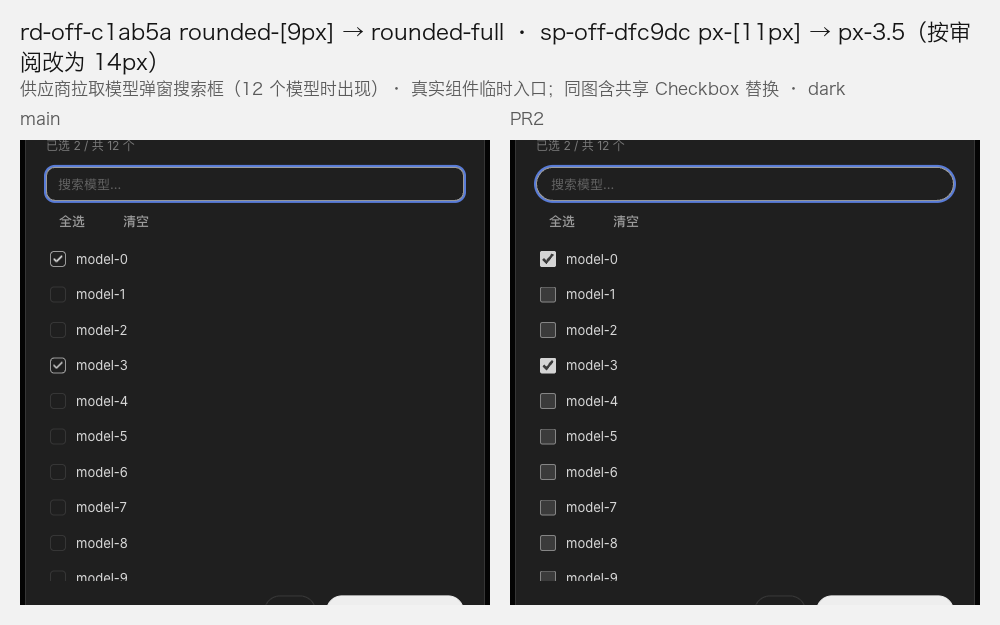 rd-off-c1ab5a rounded-[9px] → rounded-full · sp-off-dfc9dc px-[11px] → px-3.5（按审
阅改为 14px）
供应商拉取模型弹窗搜索框（12 个模型时出现） · 真实组件临时入口；同图含共享 Checkbox 替换 · dark
main
PR2
已选 2 / 共 12 个
搜索模型...
全选 清空
model-0
model-1
model-2
model-3
model-4
model-5
model-6
model-7
model-8
model-9
已选 2 / 共 12 个
搜索模型...
全选 清空
model-0
model-1
model-2
model-3
model-4
model-5
model-6
model-7
model-8
model-9